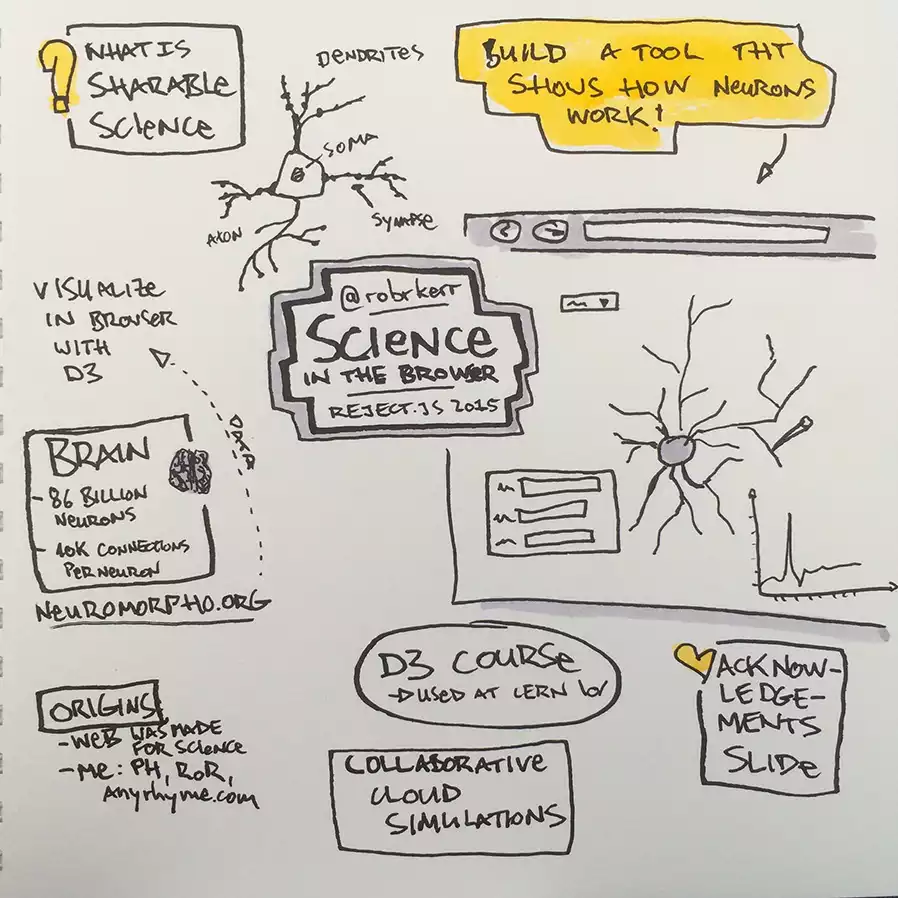 WHAT IS
SHARABLE
SCIENCE
DENDRITES
SOMA
SYNAPSE
AXON
BUILD A TOOL THT
SHOWS HOW NEURONS
WORK!
@robrkerr
SCIENCE
IN THE BROWSER
REJECT.JS 2015
VISUALIZE
IN BROWSER
WITH
D3
DATA
BRAIN
- 86 BILLION
NEURONS
- 10K CONNECTIONS
PER NEURON
NEUROMORPHO.ORG
ORIGINS
- WEB WAS MADE
FOR SCIENCE
- ME: PH, ROR,
Anyrhyme.com
D3 COURSE
→ USED AT CERN
COLLABORATIVE
CLOUD
SIMULATIONS
ACKNOW-
LEDGE-
MENTS
SLIDE